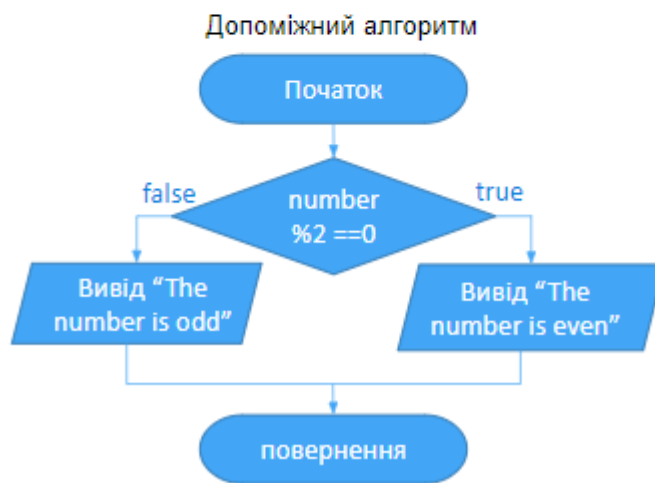 Допоміжний алгоритм
Початок
false
true
number
%2 ==0
Вивід “The
number is odd”
Вивід “The
number is even”
повернення